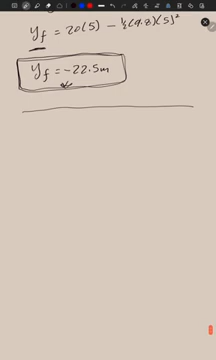 y_f = 20(5) - ½(9.8)(5)²
y_f = -22.5m